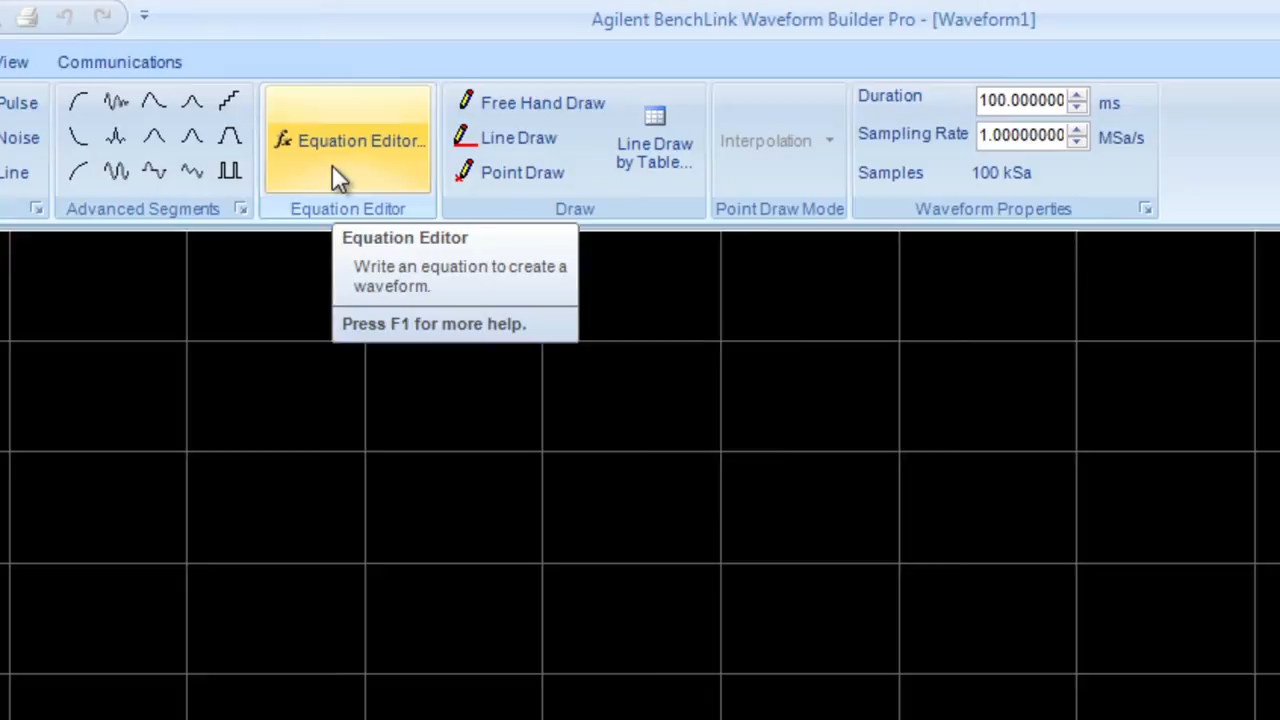 Agilent BenchLink Waveform Builder Pro - [Waveform1]
View Communications
Pulse
Noise
Line
Advanced Segments
fx Equation Editor...
Equation Editor
Free Hand Draw
Line Draw
Point Draw
Line Draw
by Table...
Draw
Interpolation
Point Draw Mode
Duration 100.000000 ms
Sampling Rate 1.00000000 MSa/s
Samples 100 kSa
Waveform Properties
Equation Editor
Write an equation to create a
waveform.
Press F1 for more help.